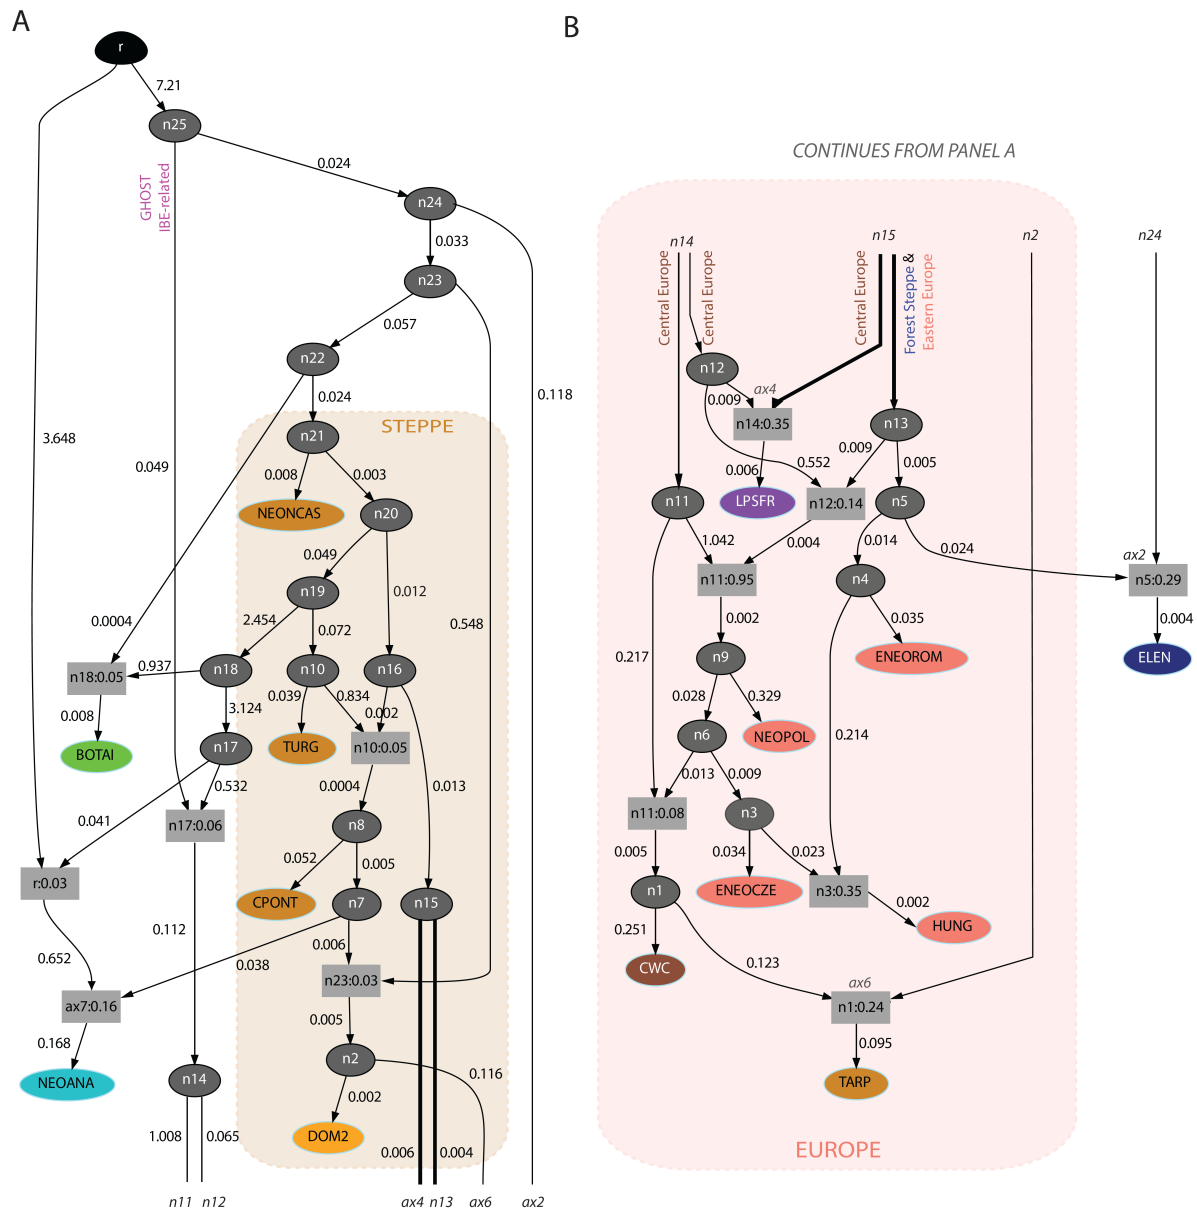 A
r
7.21
n25
GHOST
IBE-related
0.024
n24
0.033
n23
0.057
n22
0.024
0.118
STEPPE
n21
3.648
0.049
0.008
0.003
NEONCAS
n20
0.049
0.012
n19
0.0004
2.454
0.072
0.548
n18:0.05
0.937
n18
n10
n16
0.008
3.124
0.039
0.834
0.002
BOTAI
n17
TURG
n10:0.05
0.532
0.0004
0.013
0.041
n17:0.06
n8
0.052
0.005
r:0.03
CPONT
n7
n15
0.112
0.006
0.652
0.038
n23:0.03
ax7:0.16
0.005
0.168
n2
0.116
NEOANA
n14
0.002
DOM2
1.008
0.065
0.006
0.004
n11
n12
ax4
n13
ax6
ax2
B
CONTINUES FROM PANEL A
n14
n15
n2
n24
Central Europe
Central Europe
Central Europe
Forest Steppe &
Eastern Europe
n12
ax4
0.009
n14:0.35
n13
0.009
0.006
0.552
0.005
n11
LPSFR
n12:0.14
n5
1.042
0.004
0.014
0.024
ax2
n11:0.95
n4
n5:0.29
0.002
0.035
0.004
0.217
n9
ENEOROM
ELEN
0.028
0.329
n6
NEOPOL
0.214
0.013
0.009
n11:0.08
n3
0.005
0.034
0.023
n1
ENEOCZE
n3:0.35
0.002
0.251
HUNG
CWC
0.123
ax6
n1:0.24
0.095
TARP
EUROPE